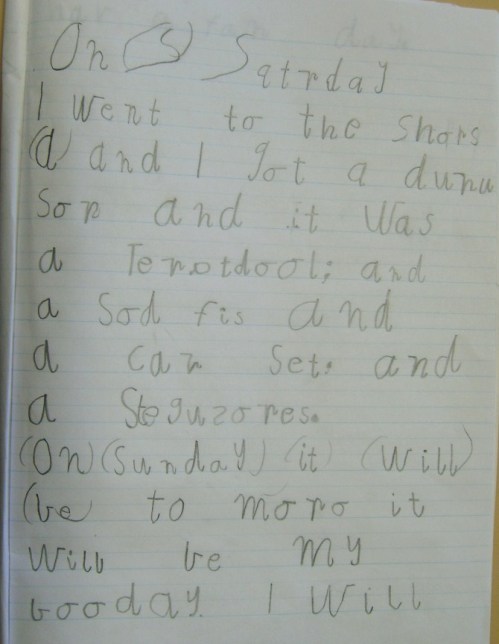 On (S) Satrday
I went to the shors
(a) and I got a dunu
sor and it was
a Terotdool; and
a Sod fis and
a car set. and
a Steguzores.
(On) (Sunday) (it) (will)
(be) to moro it
will be my
booday. I will